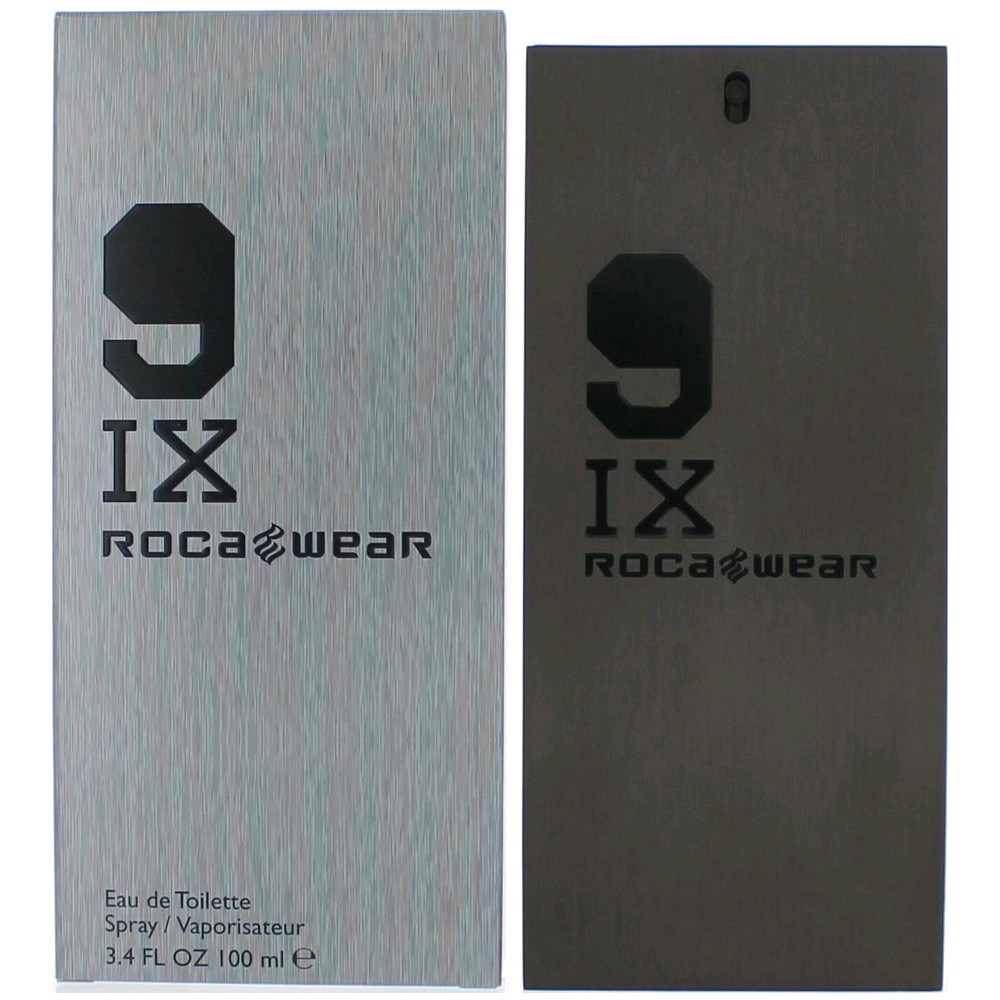 9
IX
ROCAWEAR
Eau de Toilette
Spray / Vaporisateur
3.4 FL OZ 100 ml ℮
9
IX
ROCAWEAR